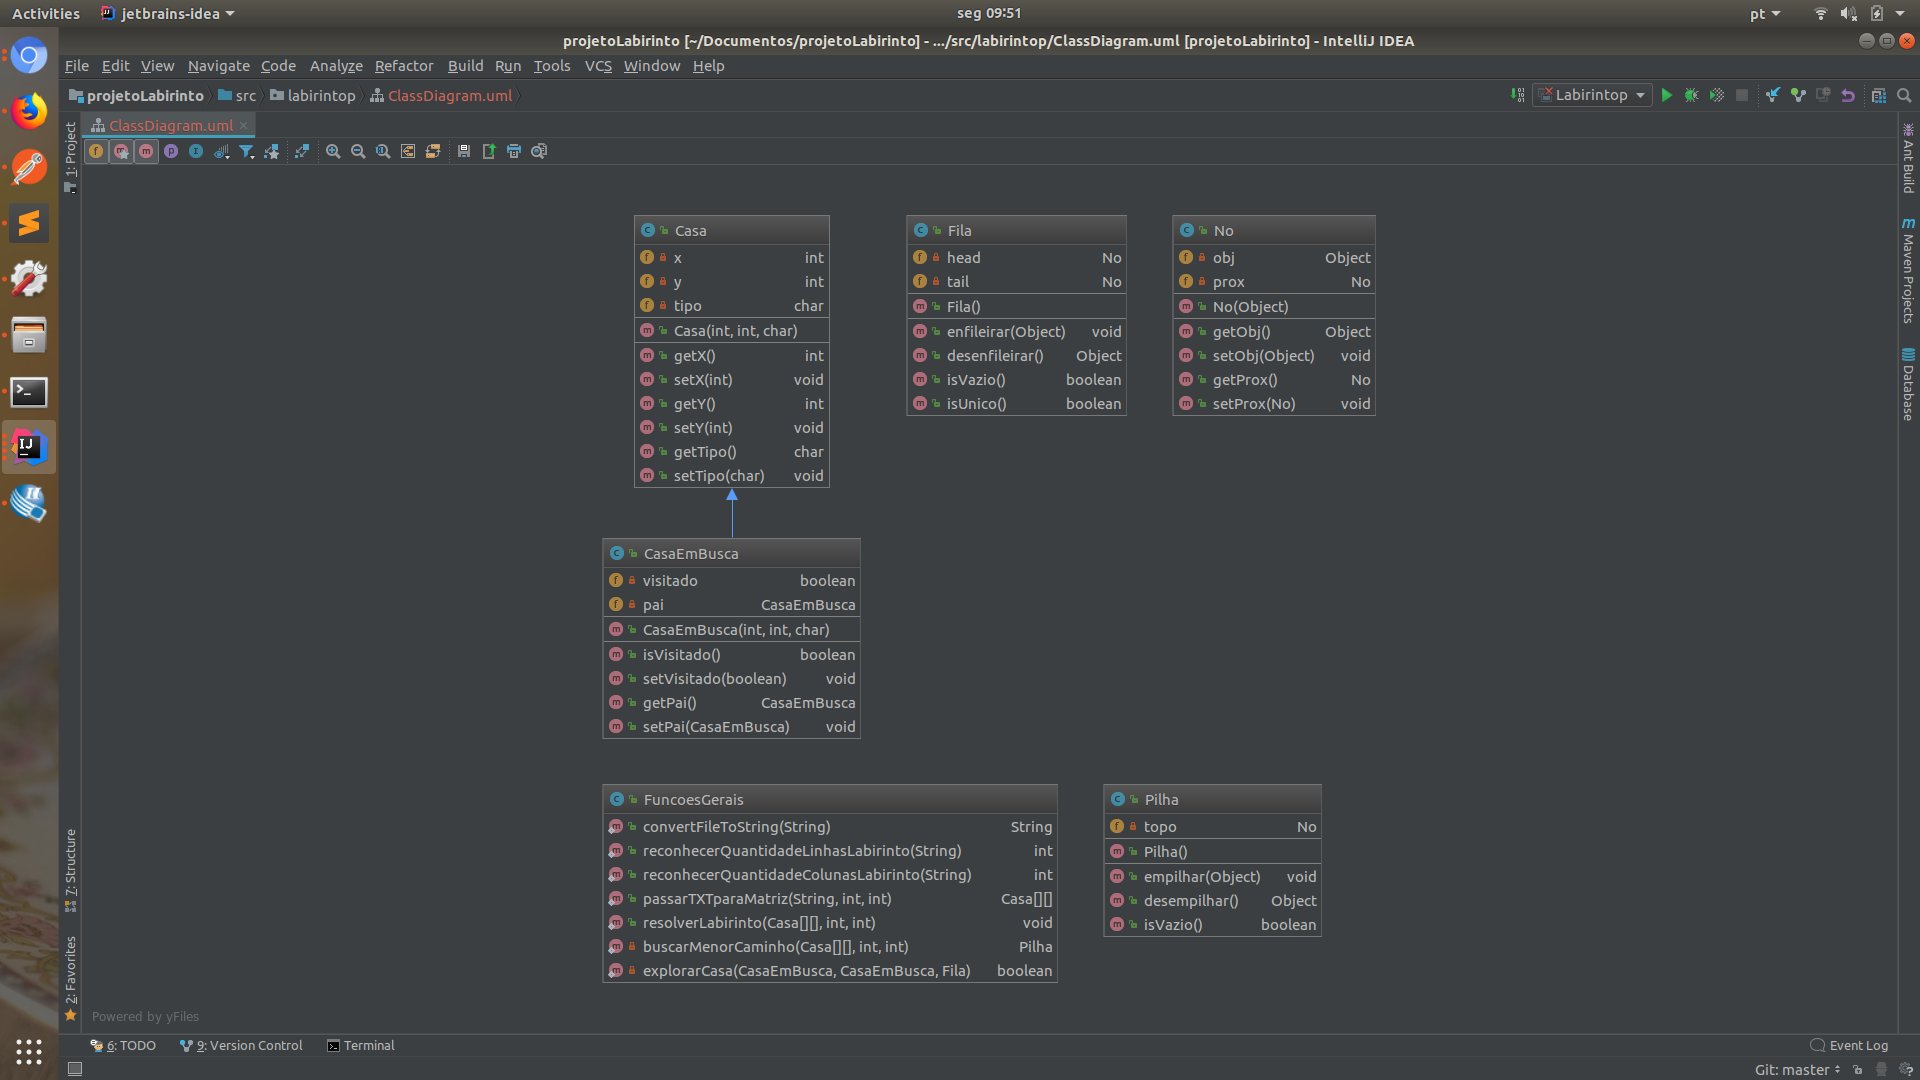 Activities jetbrains-idea seg 09:51 pt
projetoLabirinto [~/Documentos/projetoLabirinto] - .../src/labirintop/ClassDiagram.uml [projetoLabirinto] - IntelliJ IDEA
File Edit View Navigate Code Analyze Refactor Build Run Tools VCS Window Help
projetoLabirinto src labirintop ClassDiagram.uml Labirintop
ClassDiagram.uml
1: Project
7: Structure
2: Favorites
Ant Build
Maven Projects
Database
Casa
x int
y int
tipo char
Casa(int, int, char)
getX() int
setX(int) void
getY() int
setY(int) void
getTipo() char
setTipo(char) void
Fila
head No
tail No
Fila()
enfileirar(Object) void
desenfileirar() Object
isVazio() boolean
isUnico() boolean
No
obj Object
prox No
No(Object)
getObj() Object
setObj(Object) void
getProx() No
setProx(No) void
CasaEmBusca
visitado boolean
pai CasaEmBusca
CasaEmBusca(int, int, char)
isVisitado() boolean
setVisitado(boolean) void
getPai() CasaEmBusca
setPai(CasaEmBusca) void
FuncoesGerais
convertFileToString(String) String
reconhecerQuantidadeLinhasLabirinto(String) int
reconhecerQuantidadeColunasLabirinto(String) int
passarTXTparaMatriz(String, int, int) Casa[][]
resolverLabirinto(Casa[][], int, int) void
buscarMenorCaminho(Casa[][], int, int) Pilha
explorarCasa(CasaEmBusca, CasaEmBusca, Fila) boolean
Pilha
topo No
Pilha()
empilhar(Object) void
desempilhar() Object
isVazio() boolean
Powered by yFiles
6: TODO 9: Version Control Terminal Event Log
Git: master